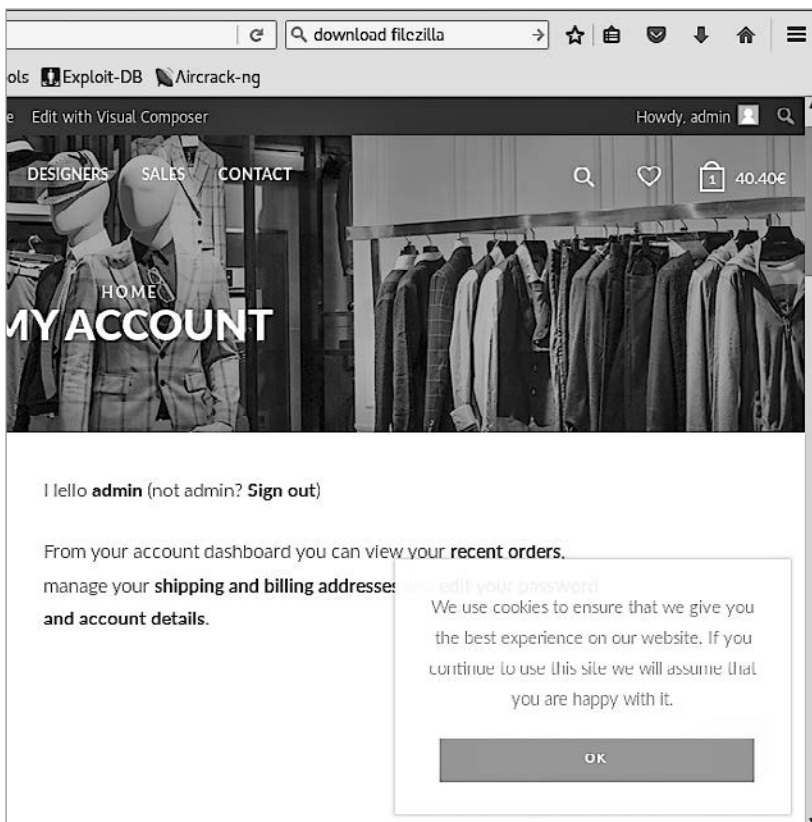 download filezilla
ols Exploit-DB Aircrack-ng
e Edit with Visual Composer Howdy, admin
DESIGNERS SALES CONTACT 1 40.40€
HOME
MY ACCOUNT
Hello admin (not admin? Sign out)
From your account dashboard you can view your recent orders,
manage your shipping and billing addresses and edit your password
and account details.
We use cookies to ensure that we give you
the best experience on our website. If you
continue to use this site we will assume that
you are happy with it.
OK